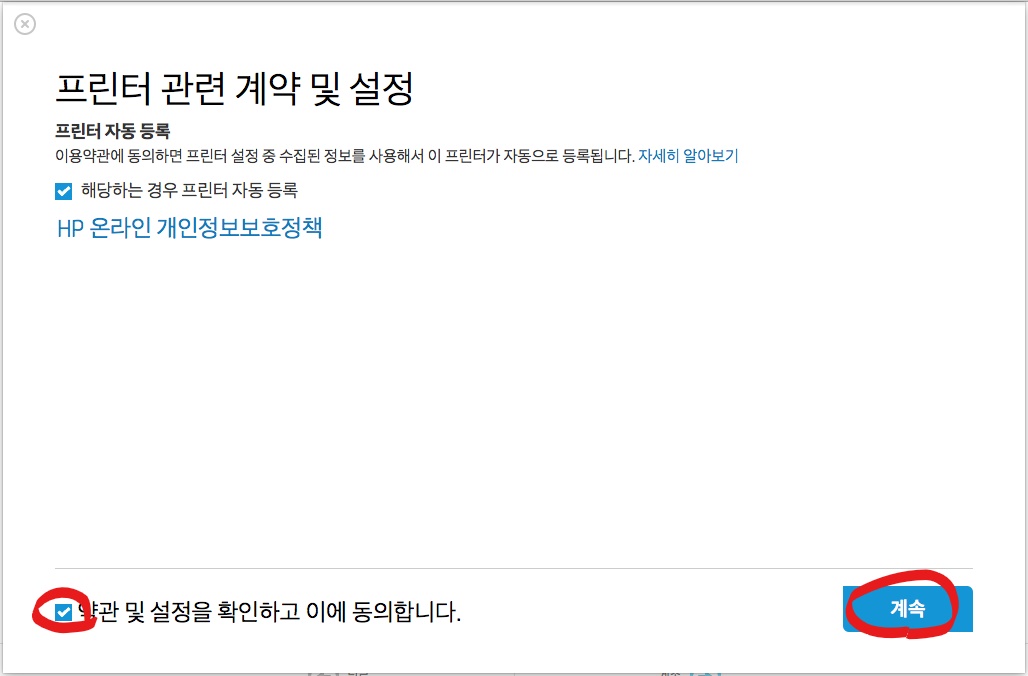 프린터 관련 계약 및 설정
프린터 자동 등록
이용약관에 동의하면 프린터 설정 중 수집된 정보를 사용해서 이 프린터가 자동으로 등록됩니다. 자세히 알아보기
해당하는 경우 프린터 자동 등록
HP 온라인 개인정보보호정책
약관 및 설정을 확인하고 이에 동의합니다.
계속